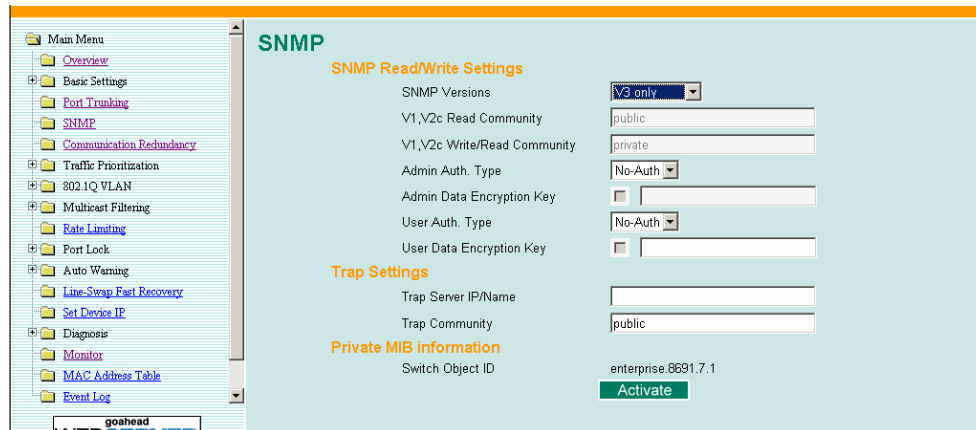 Main Menu
Overview
Basic Settings
Port Trunking
SNMP
Communication Redundancy
Traffic Prioritization
802.1Q VLAN
Multicast Filtering
Rate Limiting
Port Lock
Auto Warning
Line-Swap Fast Recovery
Set Device IP
Diagnosis
Monitor
MAC Address Table
Event Log
goahead
SNMP
SNMP Read/Write Settings
SNMP Versions V3 only
V1,V2c Read Community public
V1,V2c Write/Read Community private
Admin Auth. Type No-Auth
Admin Data Encryption Key
User Auth. Type No-Auth
User Data Encryption Key
Trap Settings
Trap Server IP/Name
Trap Community public
Private MIB information
Switch Object ID enterprise.8691.7.1
Activate